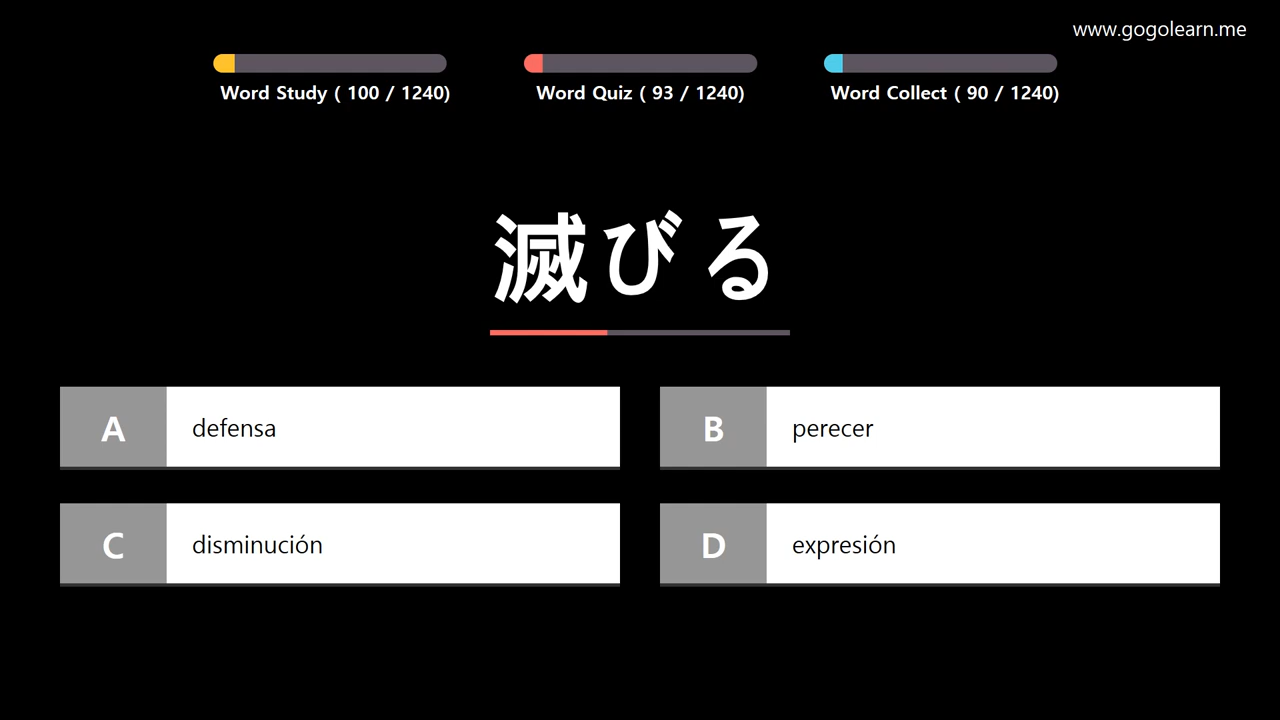 www.gogolearn.me
Word Study ( 100 / 1240)
Word Quiz ( 93 / 1240)
Word Collect ( 90 / 1240)
滅びる
A defensa
B perecer
C disminución
D expresión